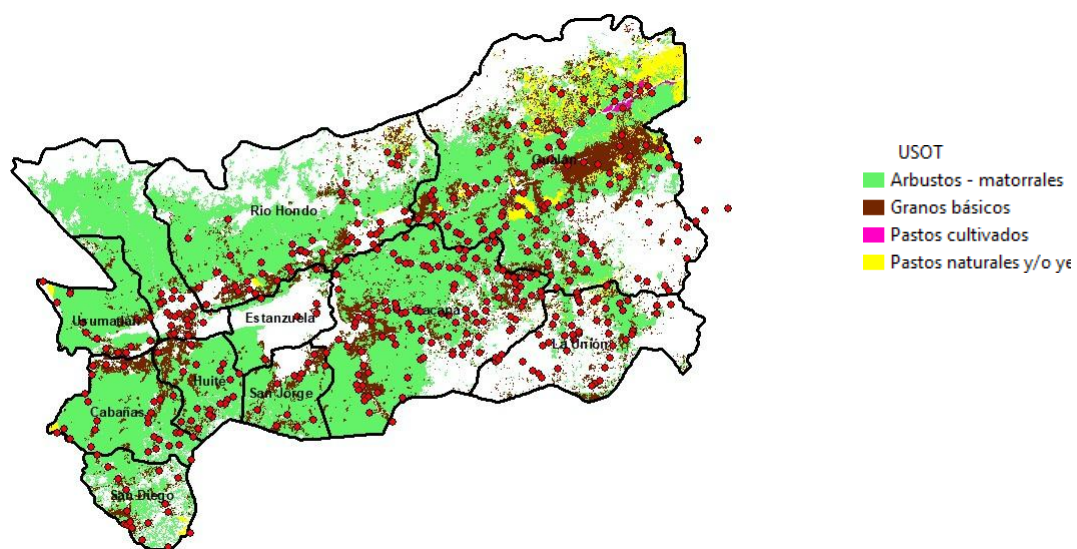 Gualán
Río Hondo
Estanzuela
Usumatlán
Zacapa
La Unión
Huité
San Jorge
Cabañas
San Diego
USOT
Arbustos - matorrales
Granos básicos
Pastos cultivados
Pastos naturales y/o ye